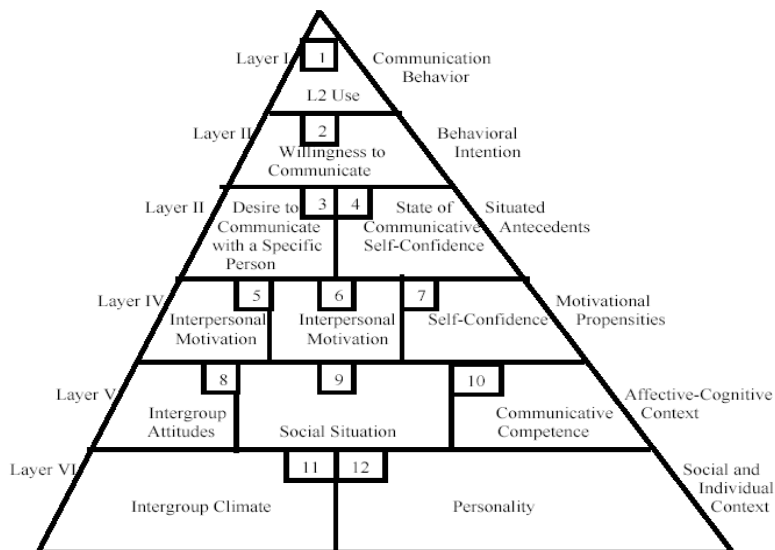 Layer I
1
Communication
Behavior
L2 Use
Layer II
2
Behavioral
Intention
Willingness to
Communicate
Layer II
3
4
Desire to
Communicate
with a Specific
Person
State of
Communicative
Self-Confidence
Situated
Antecedents
Layer IV
5
6
7
Interpersonal
Motivation
Interpersonal
Motivation
Self-Confidence
Motivational
Propensities
Layer V
8
9
10
Intergroup
Attitudes
Social Situation
Communicative
Competence
Affective-Cognitive
Context
Layer VI
11
12
Intergroup Climate
Personality
Social and
Individual
Context